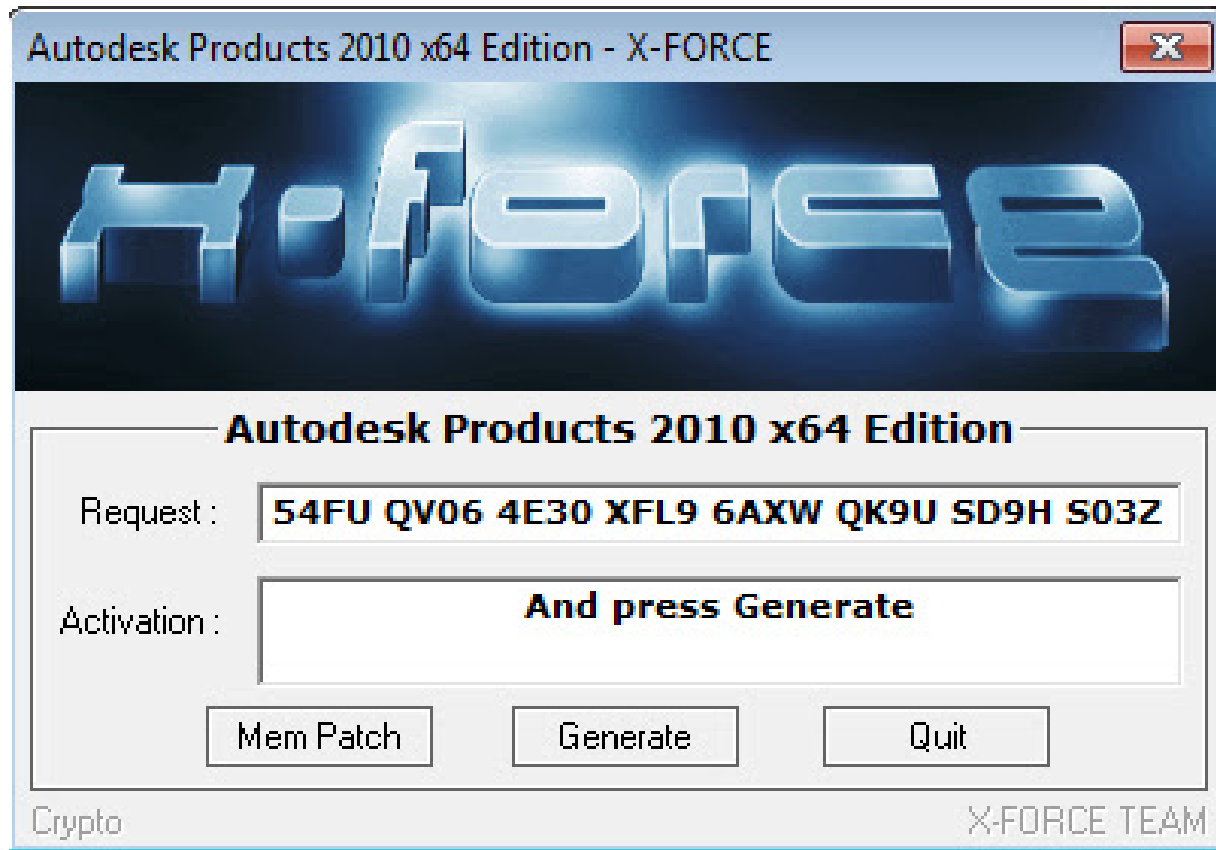 Autodesk Products 2010 x64 Edition - X-FORCE
X-force
Autodesk Products 2010 x64 Edition
Request : 54FU QV06 4E30 XFL9 6AXW QK9U SD9H S03Z
Activation : And press Generate
Mem Patch Generate Quit
Crypto X-FORCE TEAM